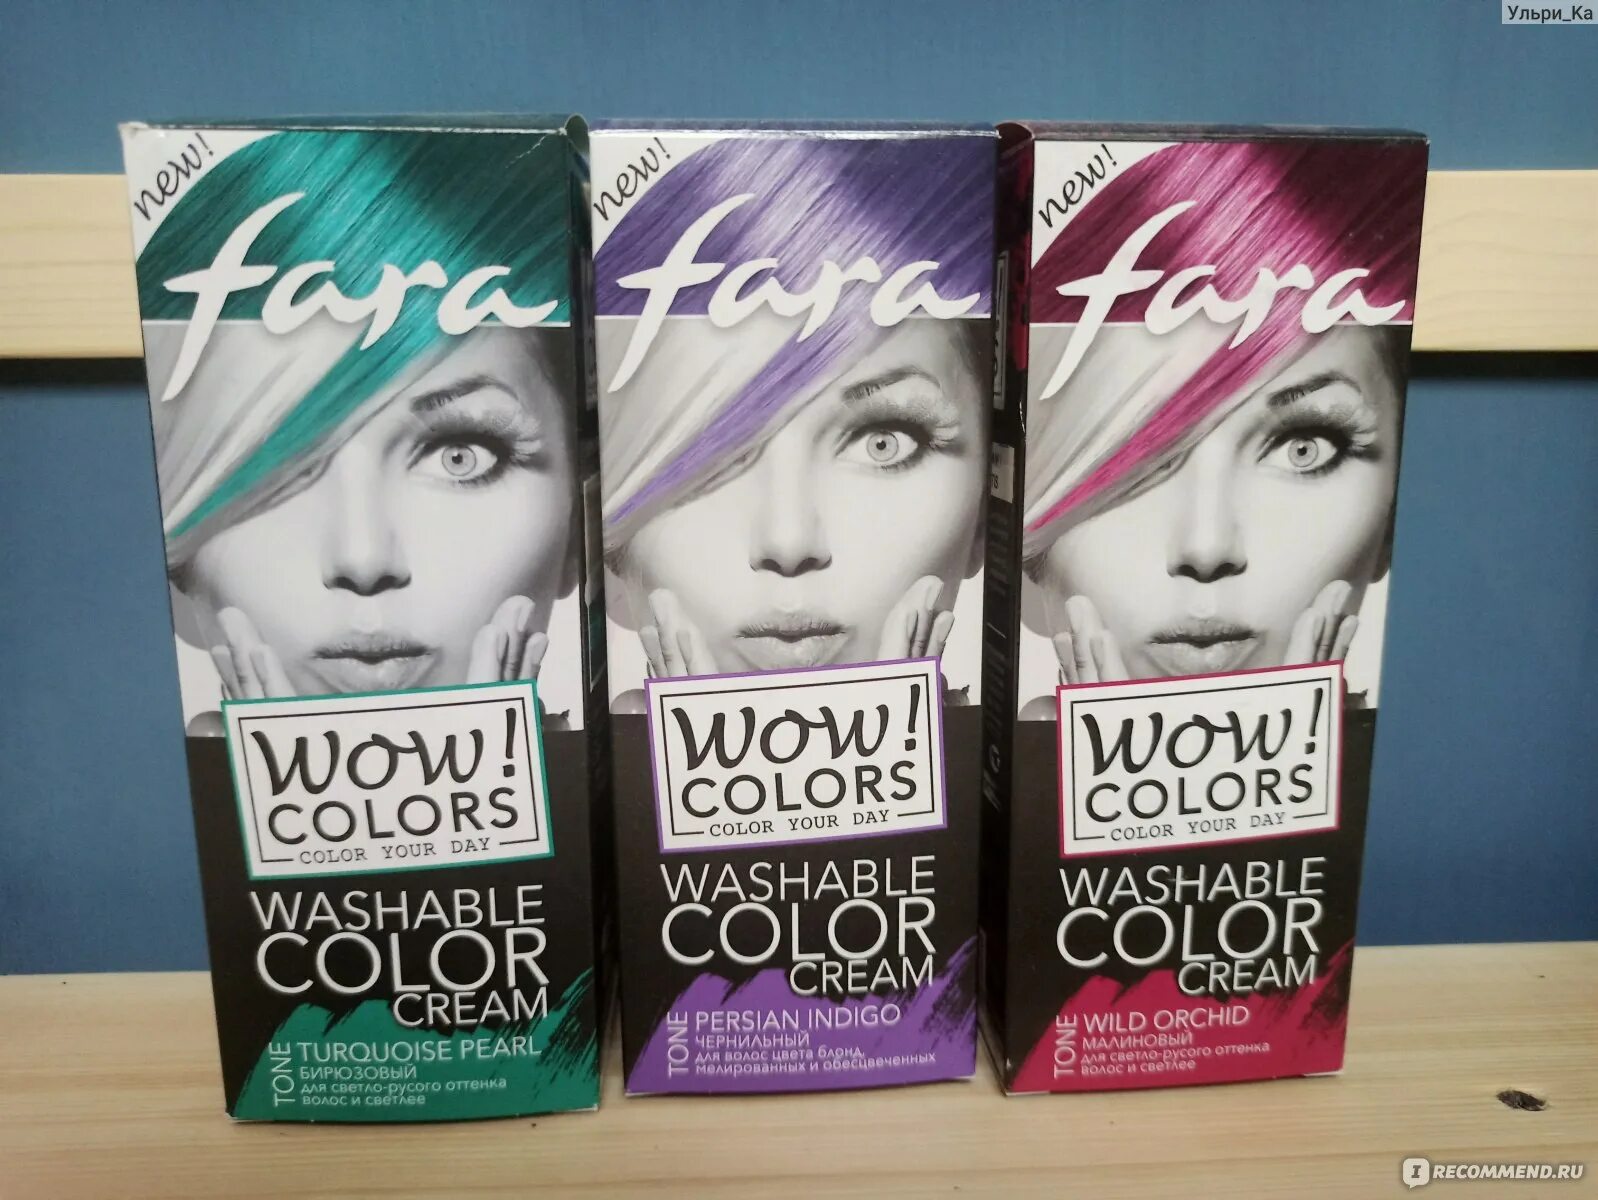 Ульри_Ка
new!
fara
wow!
COLORS
COLOR YOUR DAY
WASHABLE
COLOR
CREAM
TONE
TURQUOISE PEARL
БИРЮЗОВЫЙ
для светло-русого оттенка
волос и светлее
new!
fara
wow!
COLORS
COLOR YOUR DAY
WASHABLE
COLOR
CREAM
TONE
PERSIAN INDIGO
ЧЕРНИЛЬНЫЙ
для волос цвета блонд,
мелированных и обесцвеченных
new!
fara
wow!
COLORS
COLOR YOUR DAY
WASHABLE
COLOR
CREAM
TONE
WILD ORCHID
МАЛИНОВЫЙ
для светло-русого оттенка
волос и светлее
IRECOMMEND.RU